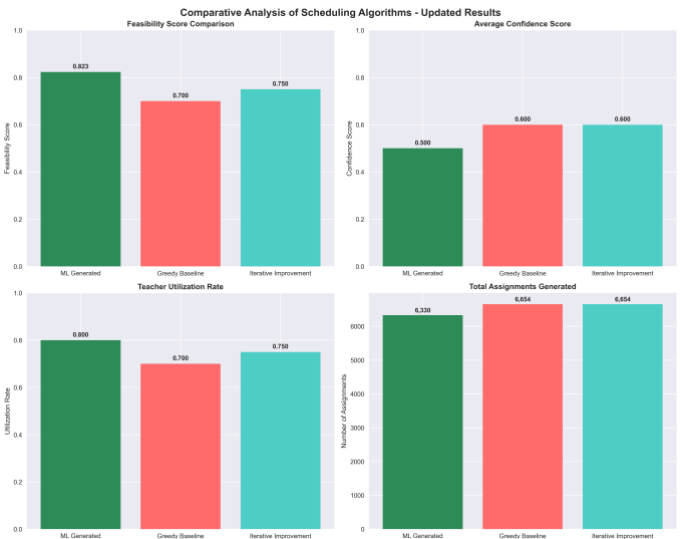 Comparative Analysis of Scheduling Algorithms - Updated Results
Feasibility Score Comparison
1.0
0.8
0.6
0.4
0.2
0.0
Feasibility Score
0.823
0.700
0.750
ML Generated
Greedy Baseline
Iterative Improvement
Average Confidence Score
1.0
0.8
0.6
0.4
0.2
0.0
Confidence Score
0.500
0.600
0.600
ML Generated
Greedy Baseline
Iterative Improvement
Teacher Utilization Rate
1.0
0.8
0.6
0.4
0.2
0.0
Utilization Rate
0.800
0.700
0.750
ML Generated
Greedy Baseline
Iterative Improvement
Total Assignments Generated
6000
5000
4000
3000
2000
1000
0
Number of Assignments
6,330
6,654
6,654
ML Generated
Greedy Baseline
Iterative Improvement